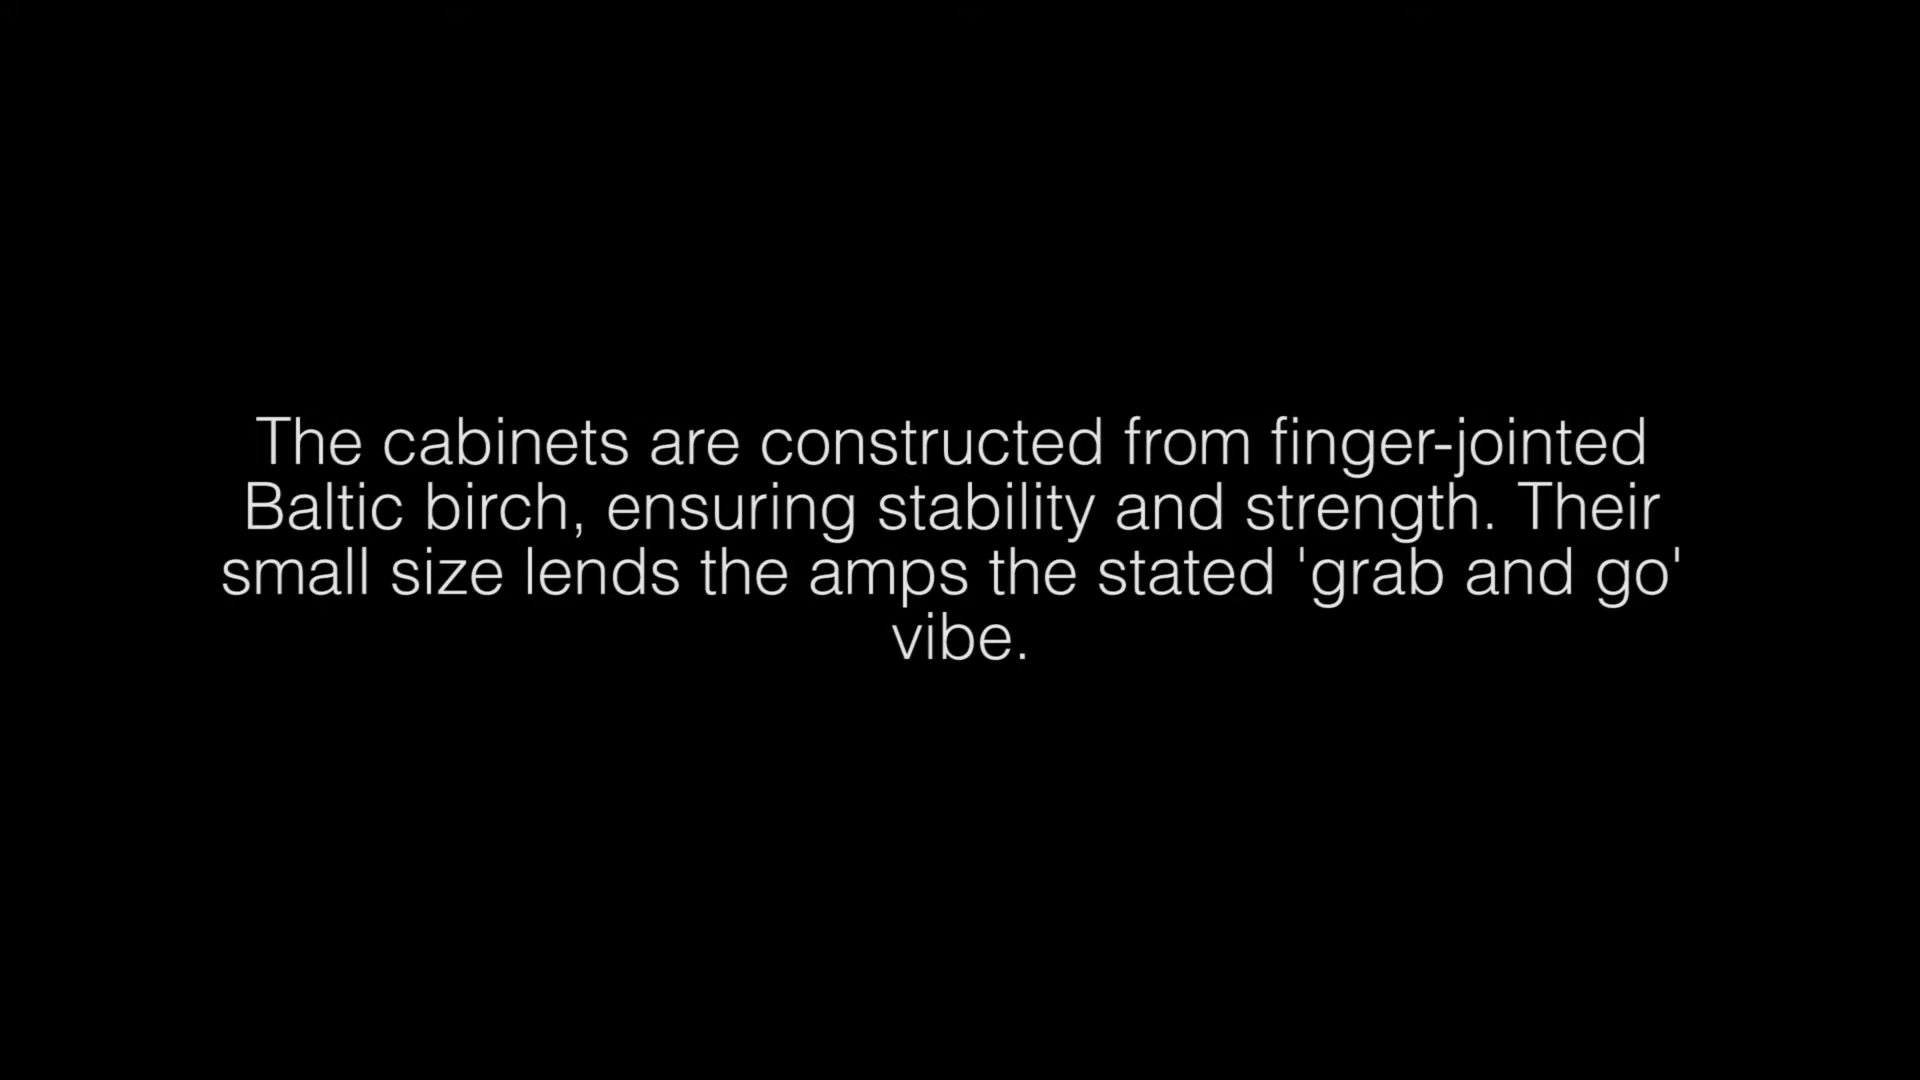 The cabinets are constructed from finger-jointed
Baltic birch, ensuring stability and strength. Their
small size lends the amps the stated 'grab and go'
vibe.